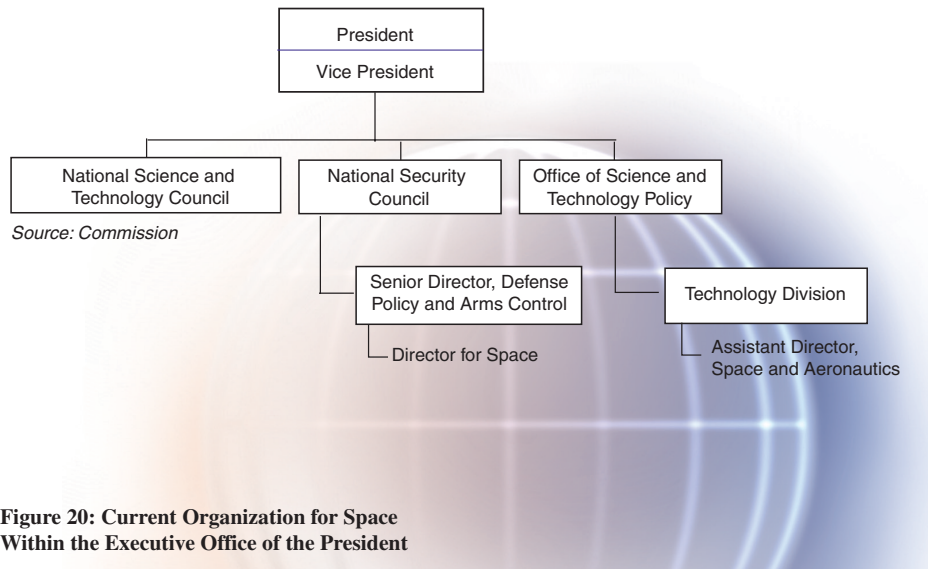 President
Vice President
National Science and
Technology Council
National Security
Council
Office of Science and
Technology Policy
Source: Commission
Senior Director, Defense
Policy and Arms Control
Technology Division
Director for Space
Assistant Director,
Space and Aeronautics
Figure 20: Current Organization for Space
Within the Executive Office of the President